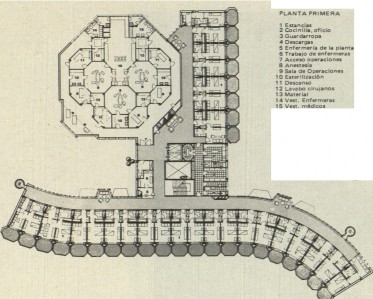 PLANTA PRIMERA
1 Estancias
2 Cocinilla, oficio
3 Guardarropa
4 Descargas
5 Enfermería de la planta
6 Trabajo de enfermeras
7 Acceso operaciones
8 Anestesia
9 Sala de Operaciones
10 Esterilización
11 Descanso
12 Lavabo cirujanos
13 Material
14 Vest. Enfermeras
15 Vest. médicos